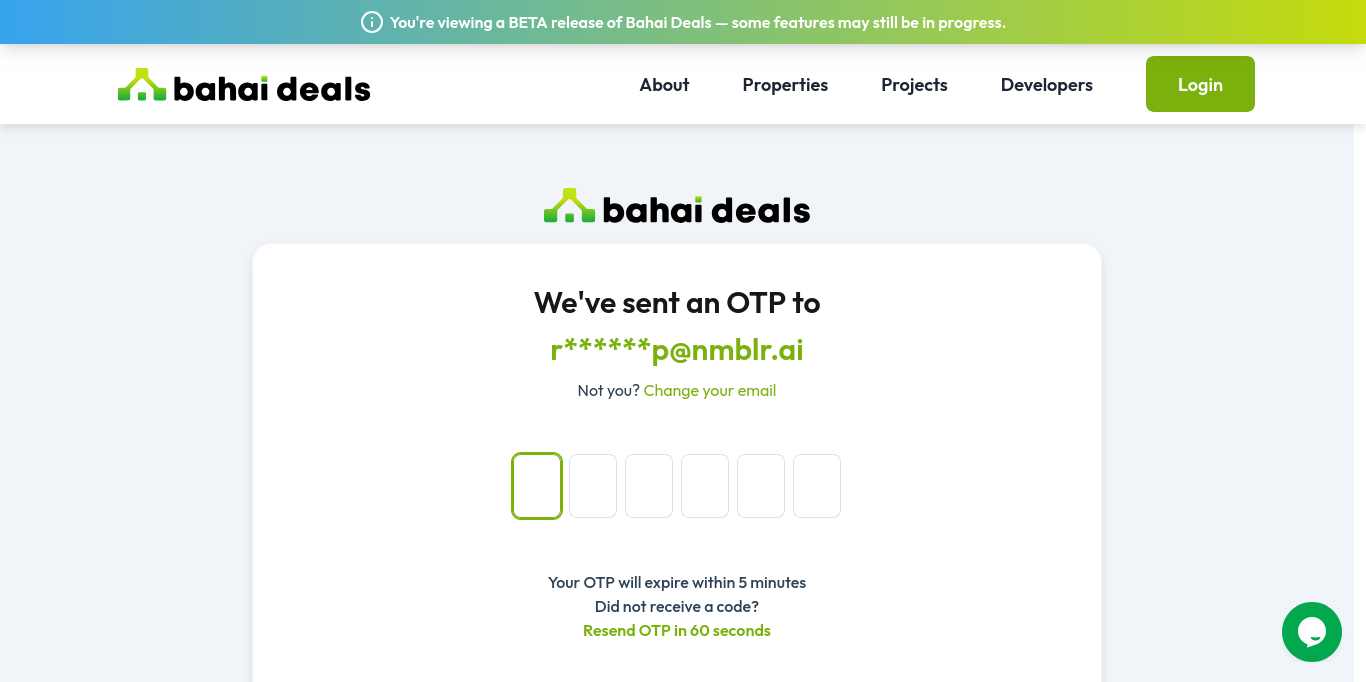 You're viewing a BETA release of Bahai Deals — some features may still be in progress.
bahai deals
About
Properties
Projects
Developers
Login
bahai deals
We've sent an OTP to
r******p@nmblr.ai
Not you? Change your email
Your OTP will expire within 5 minutes
Did not receive a code?
Resend OTP in 60 seconds